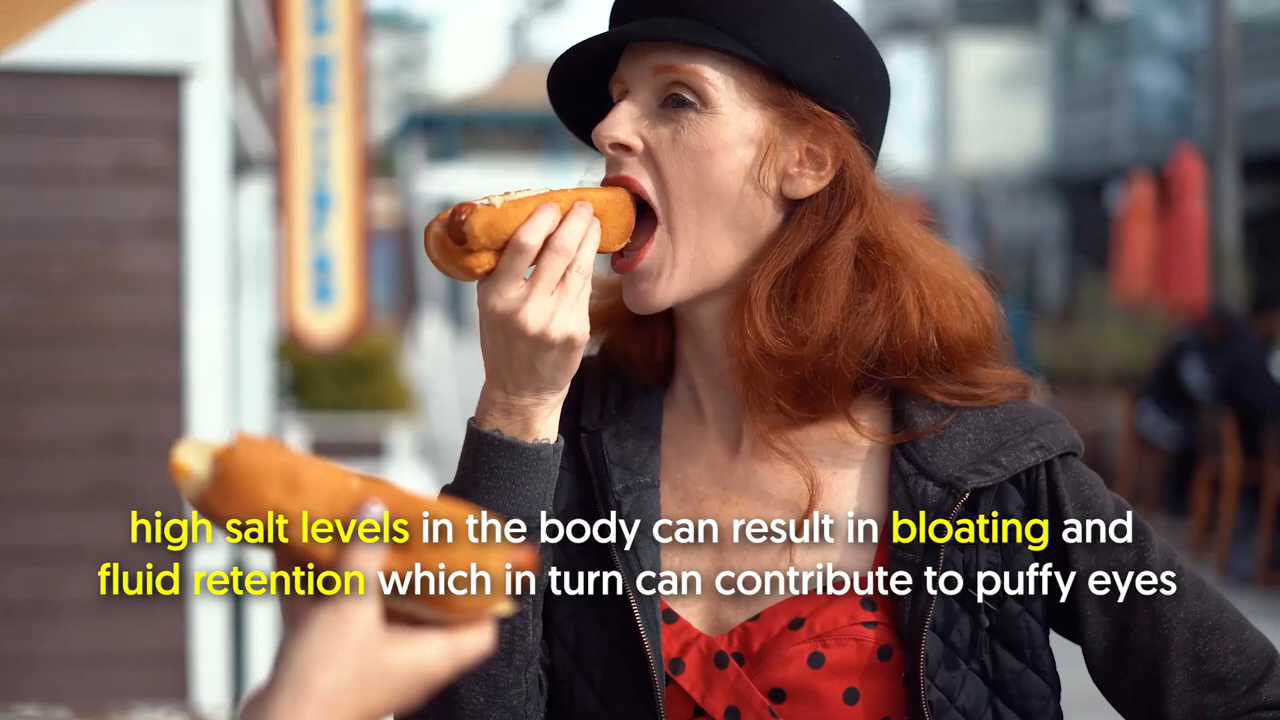 high salt levels in the body can result in bloating and
fluid retention which in turn can contribute to puffy eyes